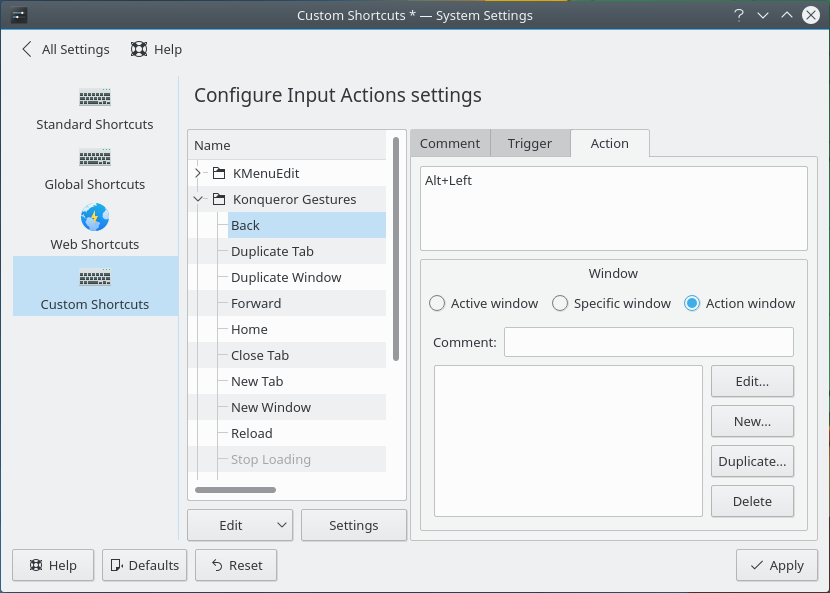 Custom Shortcuts * — System Settings
All Settings
Help
Configure Input Actions settings
Standard Shortcuts
Global Shortcuts
Web Shortcuts
Custom Shortcuts
Name
KMenuEdit
Konqueror Gestures
Back
Duplicate Tab
Duplicate Window
Forward
Home
Close Tab
New Tab
New Window
Reload
Stop Loading
Edit
Settings
Comment
Trigger
Action
Alt+Left
Window
Active window
Specific window
Action window
Comment:
Edit...
New...
Duplicate...
Delete
Help
Defaults
Reset
Apply